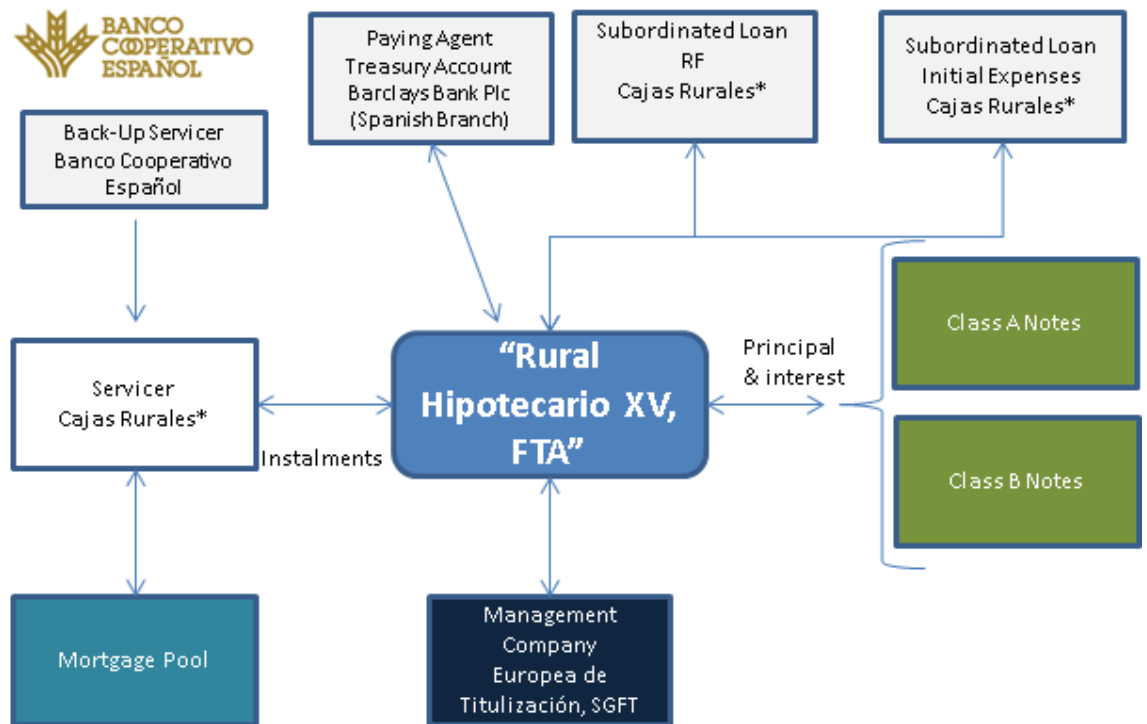 BANCO
COOPERATIVO
ESPAÑOL
Paying Agent
Treasury Account
Barclays Bank Plc
(Spanish Branch)
Subordinated Loan
RF
Cajas Rurales*
Subordinated Loan
Initial Expenses
Cajas Rurales*
Back-Up Servicer
Banco Cooperativo
Español
Servicer
Cajas Rurales*
Instalments
“Rural
Hipotecario XV,
FTA”
Principal
& interest
Class A Notes
Class B Notes
Mortgage Pool
Management
Company
Europea de
Titulización, SGFT